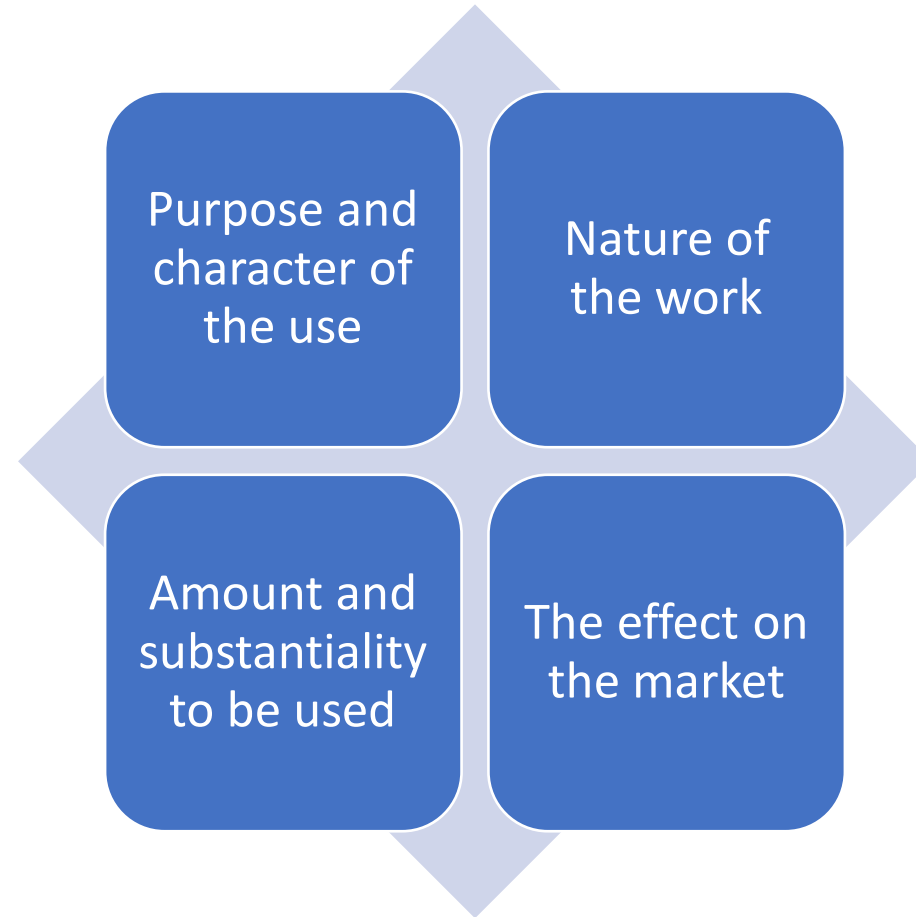 Purpose and
character of
the use
Nature of
the work
Amount and
substantiality
to be used
The effect on
the market